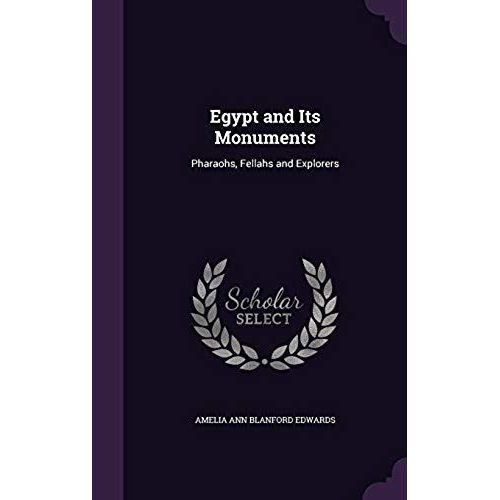 Egypt and Its
Monuments
Pharaohs, Fellahs and Explorers
Scholar
SELECT
AMELIA ANN BLANFORD EDWARDS